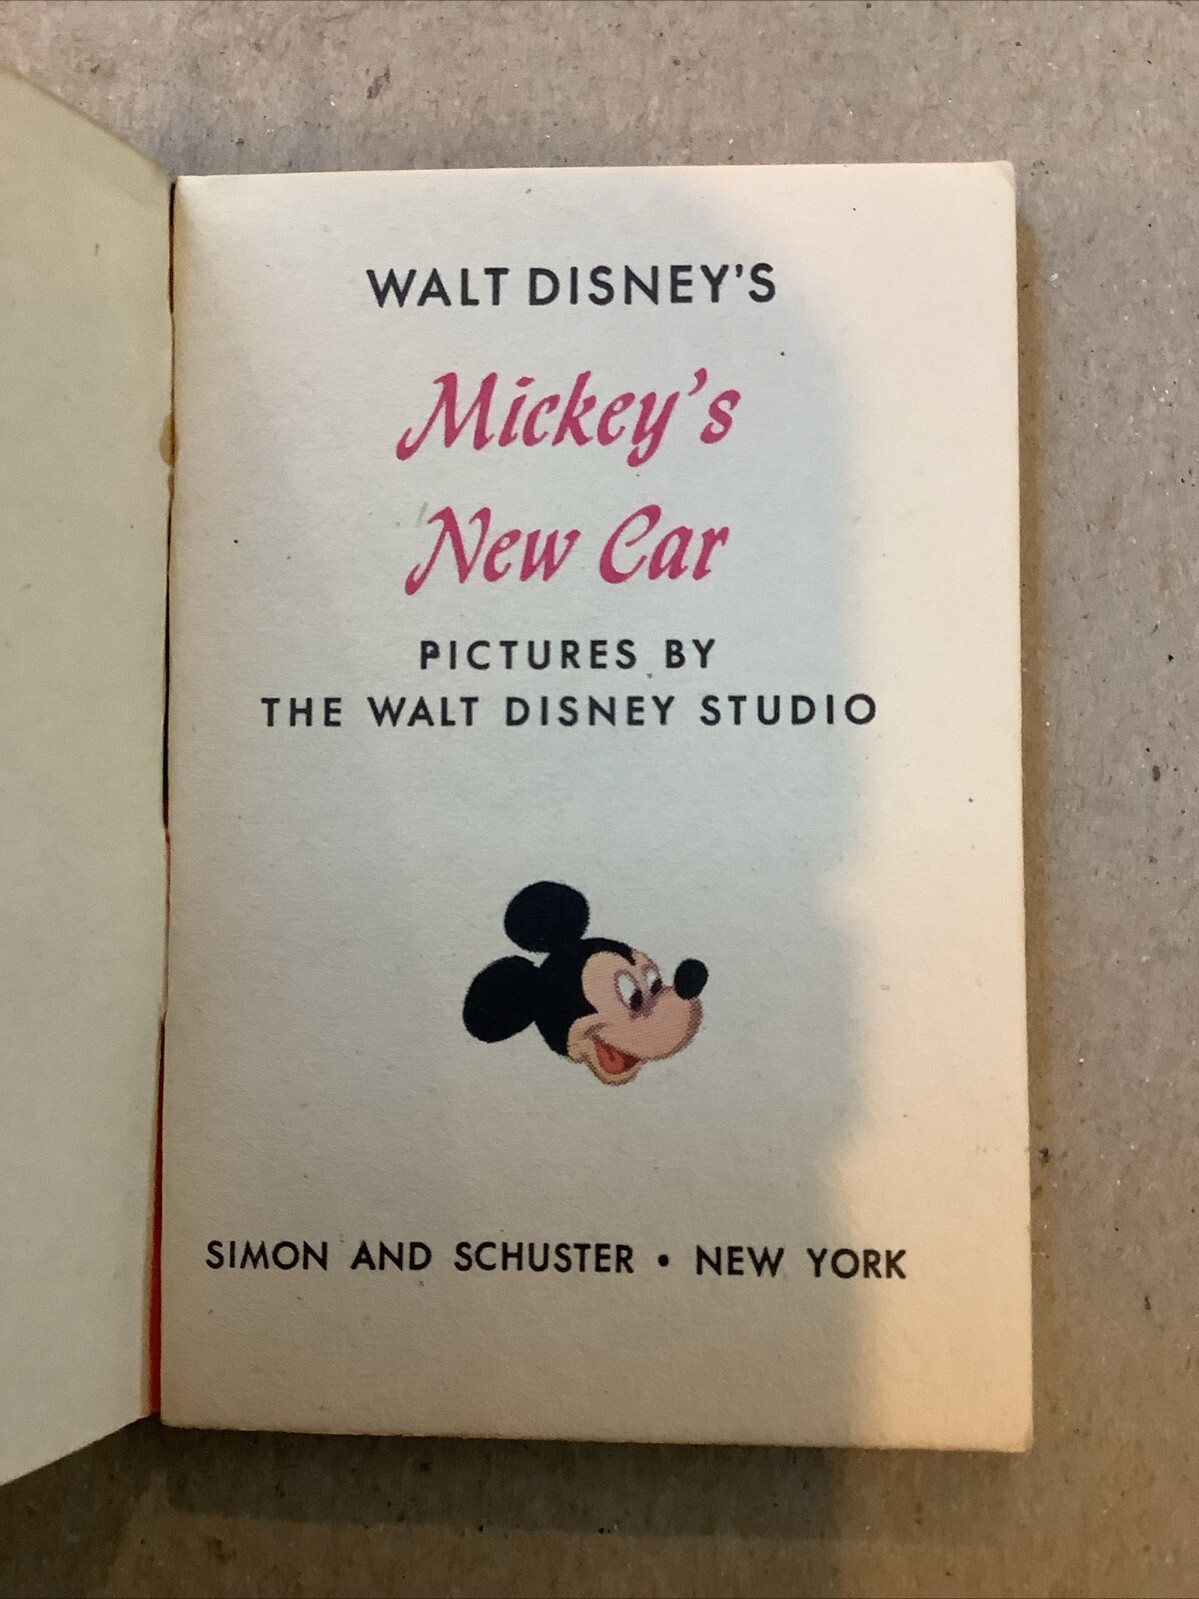 WALT DISNEY'S
Mickey's
New Car
PICTURES BY
THE WALT DISNEY STUDIO
SIMON AND SCHUSTER • NEW YORK